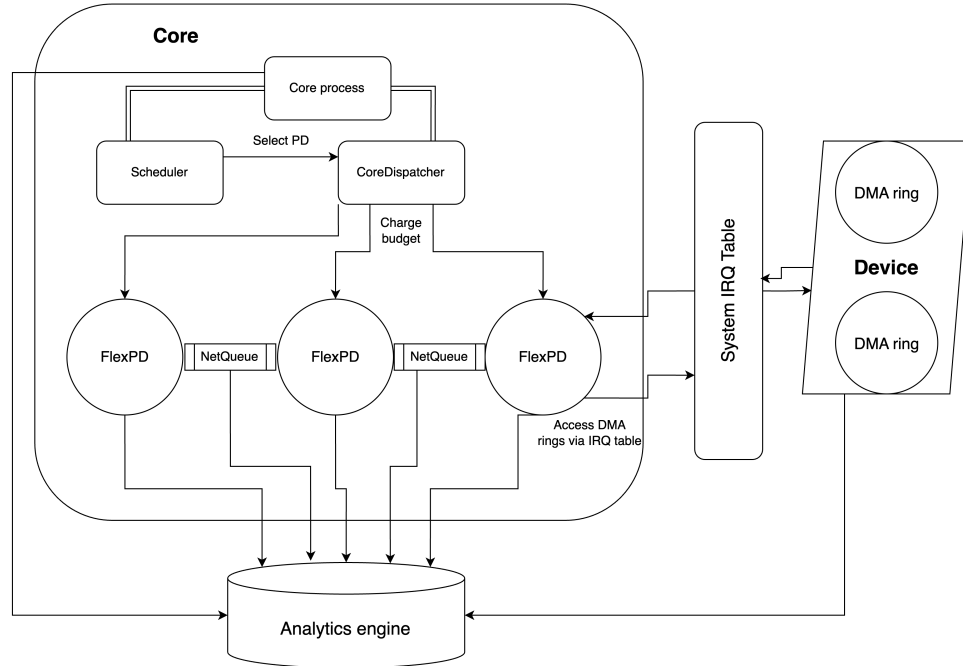 Core
Core process
Select PD
Scheduler
CoreDispatcher
Charge
budget
FlexPD
NetQueue
FlexPD
NetQueue
FlexPD
Access DMA
rings via IRQ table
System IRQ Table
DMA ring
Device
DMA ring
Analytics engine